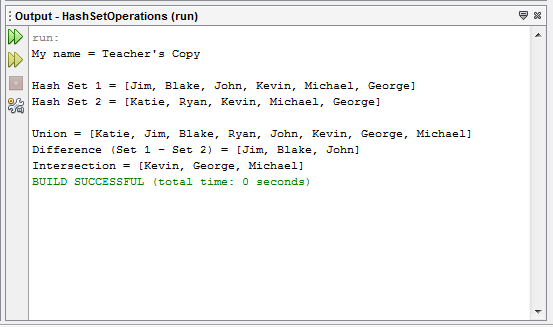 Output - HashSetOperations (run)
run:
My name = Teacher's Copy
Hash Set 1 = [Jim, Blake, John, Kevin, Michael, George]
Hash Set 2 = [Katie, Ryan, Kevin, Michael, George]
Union = [Katie, Jim, Blake, Ryan, John, Kevin, George, Michael]
Difference (Set 1 - Set 2) = [Jim, Blake, John]
Intersection = [Kevin, George, Michael]
BUILD SUCCESSFUL (total time: 0 seconds)